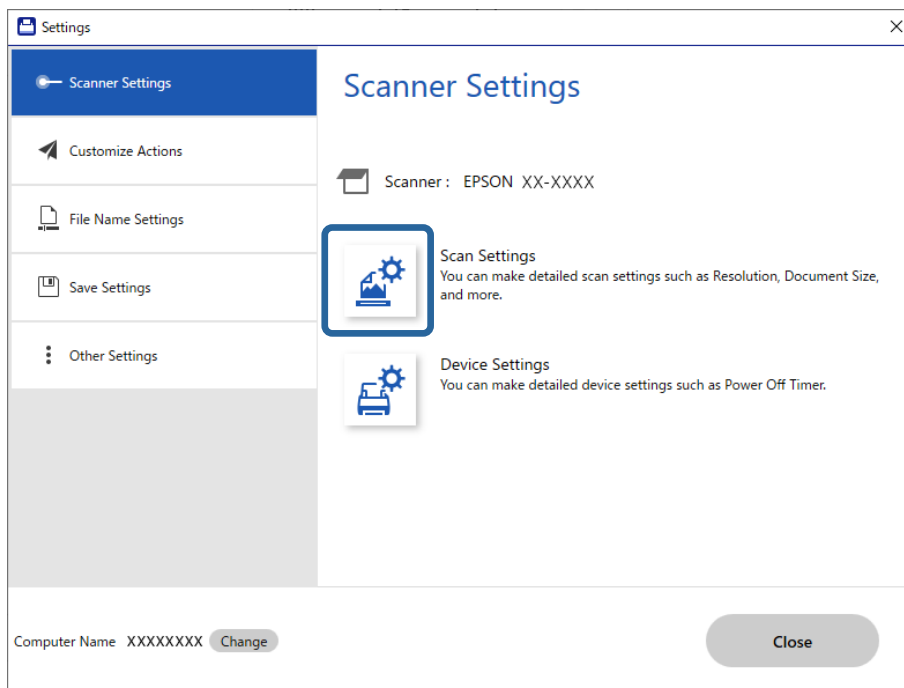 Settings
Scanner Settings
Customize Actions
File Name Settings
Save Settings
Other Settings
Scanner Settings
Scanner : EPSON XX-XXXX
Scan Settings
You can make detailed scan settings such as Resolution, Document Size,
and more.
Device Settings
You can make detailed device settings such as Power Off Timer.
Computer Name XXXXXXXX Change
Close